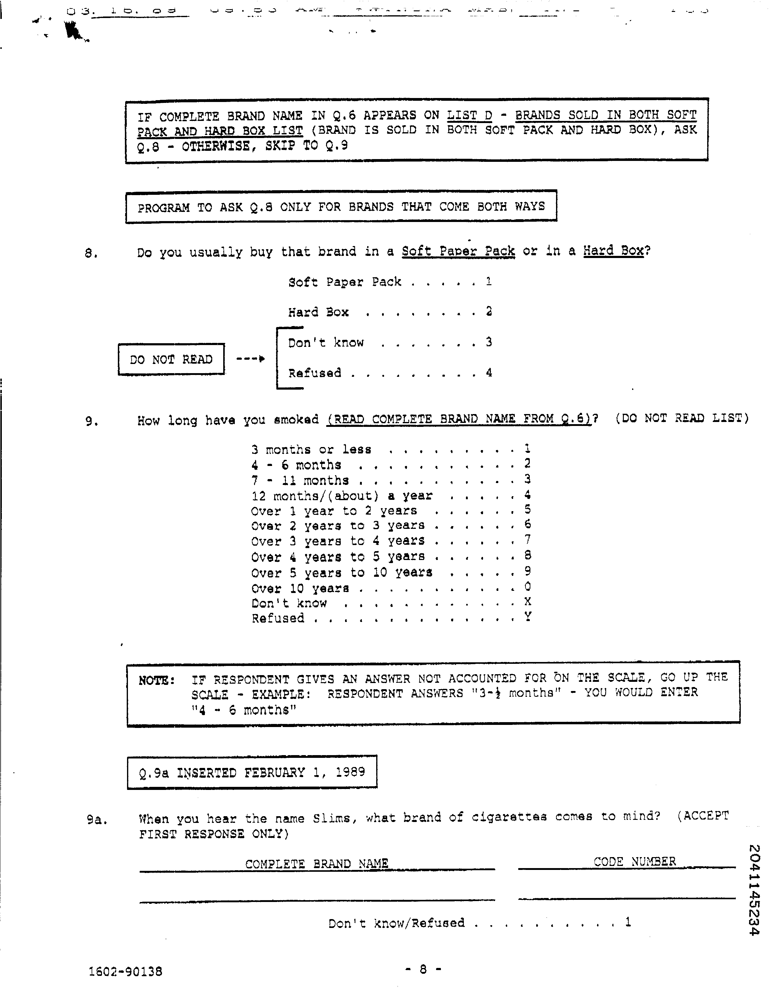 IF COMPLETE BRAND NAME IN Q.6 APPEARS ON LIST D - BRANDS SOLD IN BOTH SOFT
PACK AND HARD BOX LIST (BRAND IS SOLD IN BOTH SOFT PACK AND HARD BOX), ASK
Q.8 - OTHERWISE, SKIP TO Q.9
PROGRAM TO ASK Q.8 ONLY FOR BRANDS THAT COME BOTH WAYS
8. Do you usually buy that brand in a Soft Paper Pack or in a Hard Box?
Soft Paper Pack . . . . . 1
Hard Box . . . . . . . . 2
Don't know . . . . . . . 3
DO NOT READ --->
Refused . . . . . . . . . 4
9. How long have you smoked (READ COMPLETE BRAND NAME FROM Q.6)? (DO NOT READ LIST)
3 months or less . . . . . . . . . 1
4 - 6 months . . . . . . . . . . . 2
7 - 11 months . . . . . . . . . . . 3
12 months/(about) a year . . . . . 4
Over 1 year to 2 years . . . . . . 5
Over 2 years to 3 years . . . . . . 6
Over 3 years to 4 years . . . . . . 7
Over 4 years to 5 years . . . . . . 8
Over 5 years to 10 years . . . . . 9
Over 10 years . . . . . . . . . . . 0
Don't know . . . . . . . . . . . . X
Refused . . . . . . . . . . . . . . Y
NOTE: IF RESPONDENT GIVES AN ANSWER NOT ACCOUNTED FOR ON THE SCALE, GO UP THE
SCALE - EXAMPLE: RESPONDENT ANSWERS "3-½ months" - YOU WOULD ENTER
"4 - 6 months"
Q.9a INSERTED FEBRUARY 1, 1989
9a. When you hear the name Slims, what brand of cigarettes comes to mind? (ACCEPT
FIRST RESPONSE ONLY)
COMPLETE BRAND NAME CODE NUMBER
Don't know/Refused . . . . . . . . . . 1
2041145234
1602-90138 - 8 -